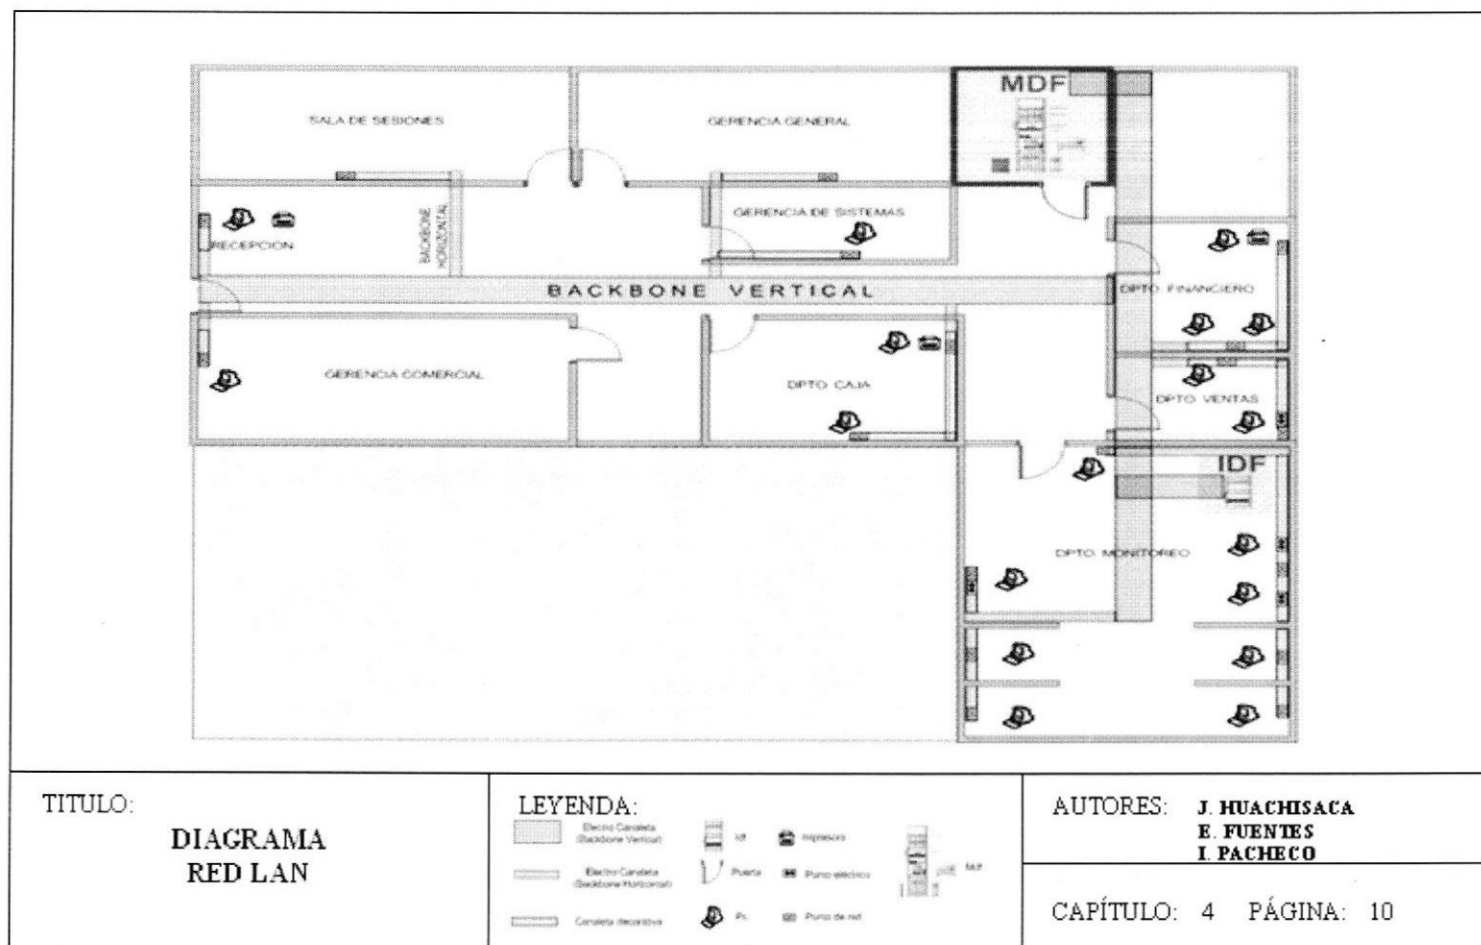 MDF
SALA DE SESIONES
GERENCIA GENERAL
GERENCIA DE SISTEMAS
RECEPCION
BACKBONE
HORIZONTAL
BACKBONE VERTICAL
DPTO. FINANCIERO
GERENCIA COMERCIAL
DPTO. CAJA
DPTO. VENTAS
IDF
DPTO. MONITOREO
TITULO:
DIAGRAMA
RED LAN
LEYENDA:
Electro Canaleta
(Backbone Vertical)
Idf
Impresora
Electro Canaleta
(Backbone Horizontal)
Puerta
Punto eléctrico
Canaleta decorativa
Pc.
Punto de red
AUTORES: J. HUACHISACA
E. FUENTES
I. PACHECO
CAPÍTULO: 4 PÁGINA: 10